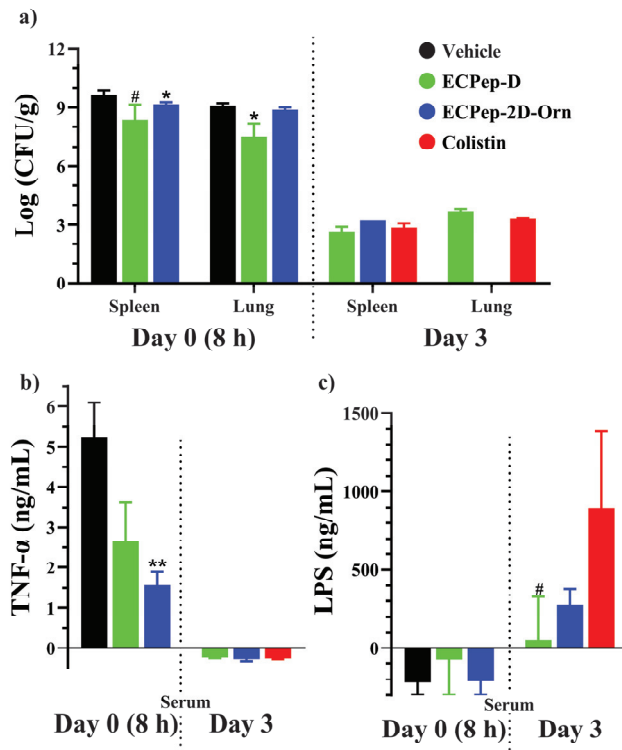 a)
Log (CFU/g)
12
9
6
3
0
#
*
*
Vehicle
ECPep-D
ECPep-2D-Orn
Colistin
Spleen
Lung
Spleen
Lung
Day 0 (8 h)
Day 3
b)
TNF-α (ng/mL)
6
5
4
3
2
1
0
**
Serum
Day 0 (8 h)
Day 3
c)
LPS (ng/mL)
1500
1000
500
0
#
Serum
Day 0 (8 h)
Day 3